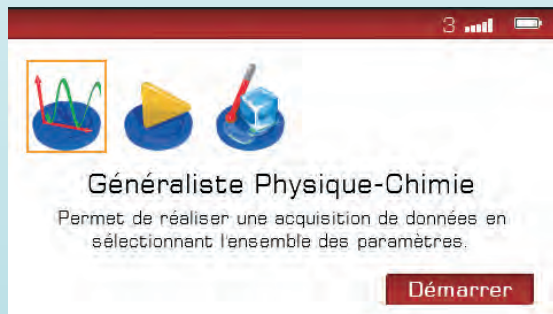 3
Généraliste Physique-Chimie
Permet de réaliser une acquisition de données en
sélectionnant l'ensemble des paramètres.
Démarrer